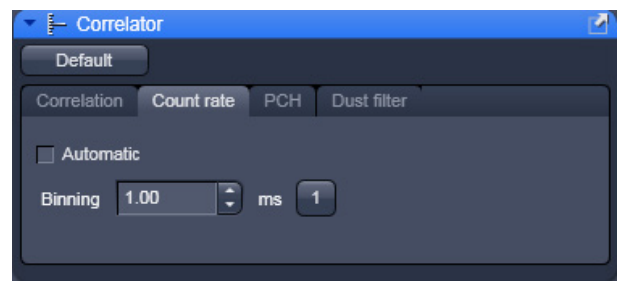 Correlator
Default
Correlation Count rate PCH Dust filter
Automatic
Binning 1.00 ms 1